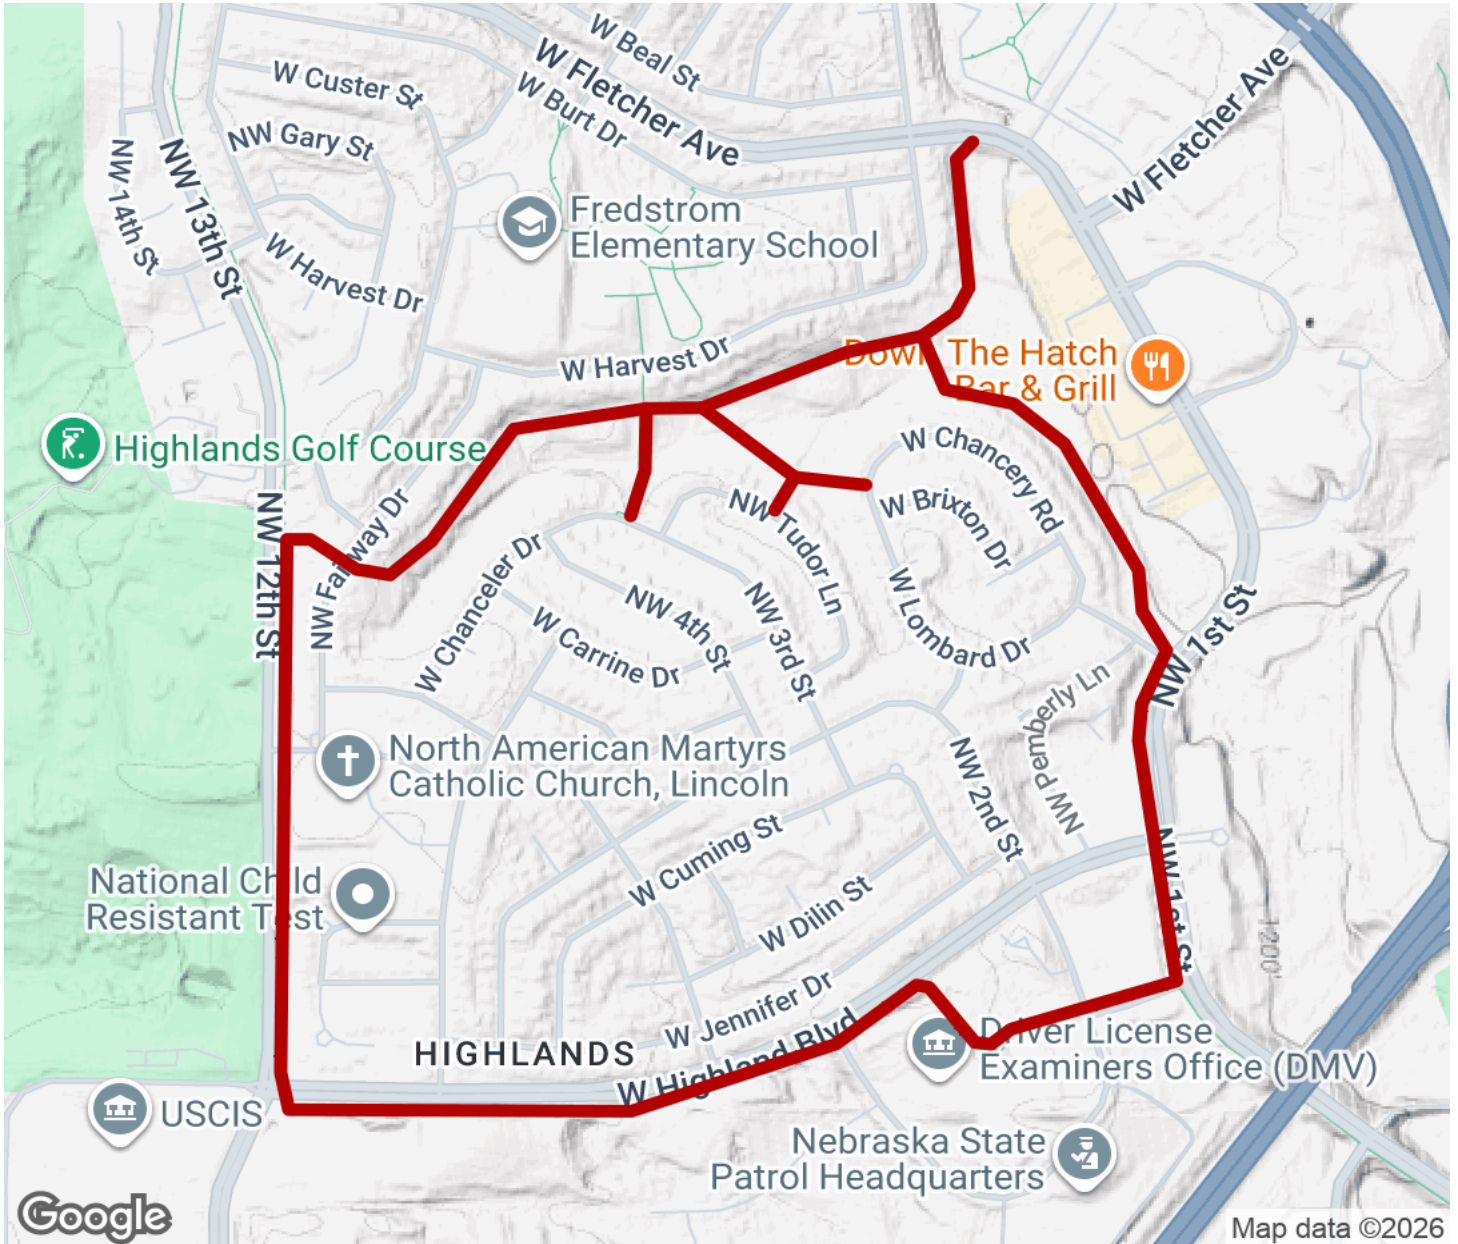 W Beal St
W Fletcher Ave
W Custer St
W Burt Dr
NW Gary St
W Fletcher Ave
NW 14th St
NW 13th St
Fredstrom
Elementary School
W Harvest Dr
W Harvest Dr
Down The Hatch
Bar & Grill
Highlands Golf Course
W Chancery Rd
NW 12th St
NW Fairway Dr
W Brixton Dr
NW Tudor Ln
W Chanceler Dr
NW 4th St
NW 3rd St
W Lombard Dr
W Carrine Dr
NW 1st St
NW Pemberly Ln
North American Martyrs
Catholic Church, Lincoln
NW 2nd St
W Cuming St
NW 1st St
National Child
Resistant Test
W Dilin St
1200'
W Jennifer Dr
HIGHLANDS
W Highland Blvd
Driver License
Examiners Office (DMV)
USCIS
Nebraska State
Patrol Headquarters
Google
Map data ©2026